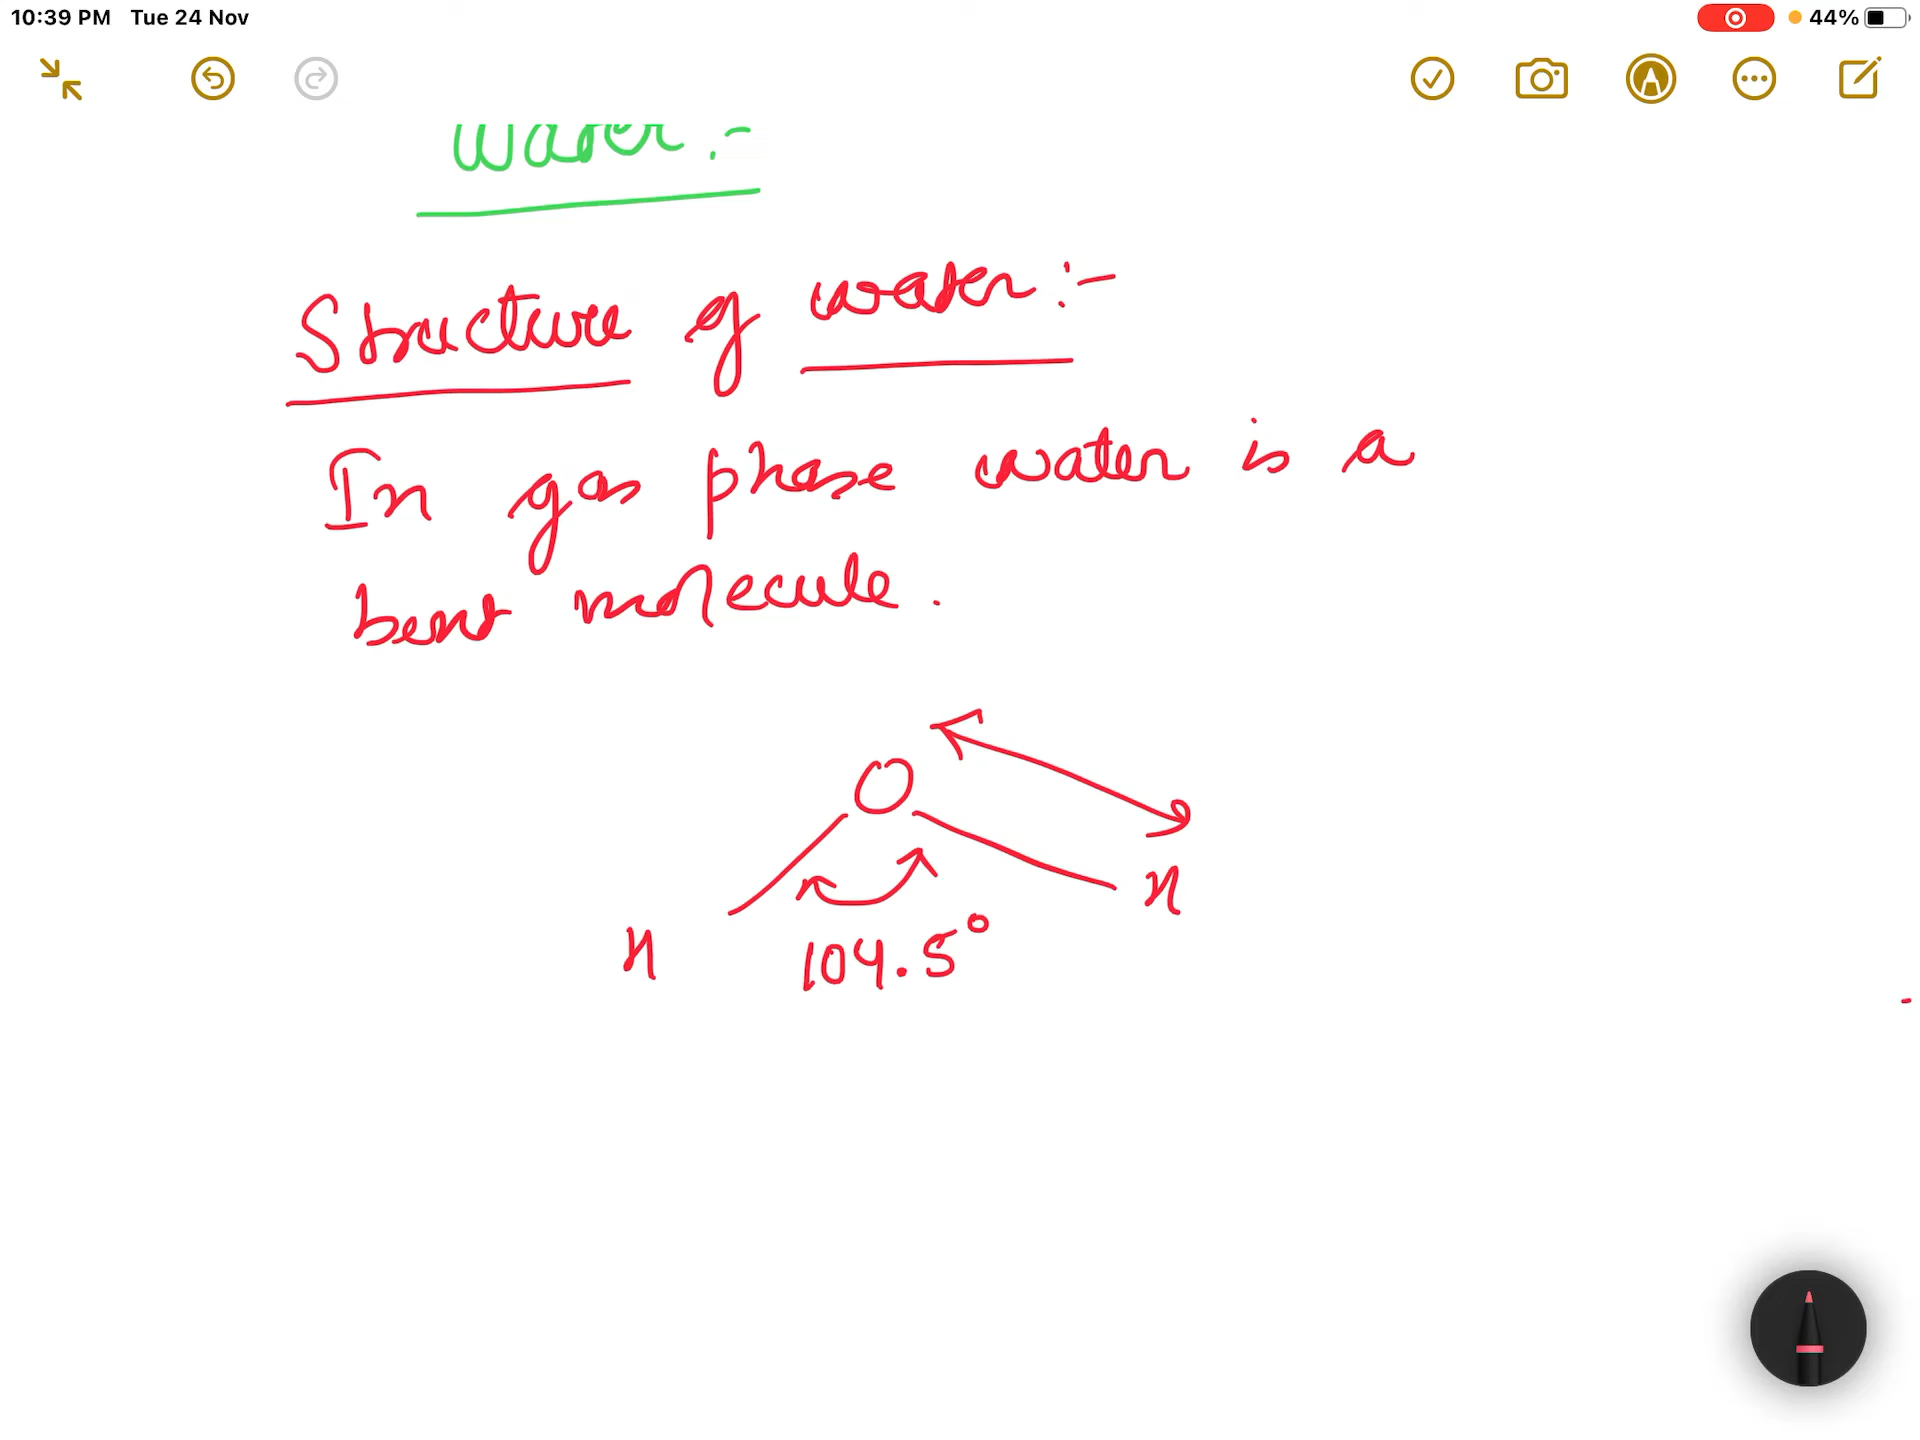 10:39 PM Tue 24 Nov 44%
Water :-
Structure of water :-
In gas phase water is a
bent molecule.
O
H
H
104.5°